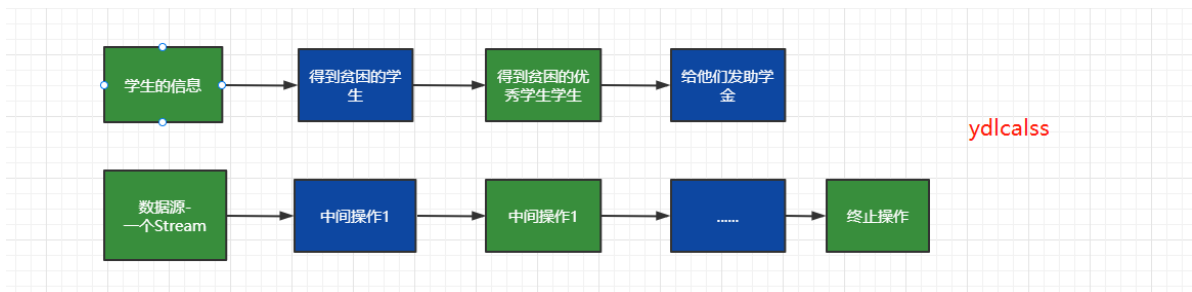 学生的信息
得到贫困的学
生
得到贫困的优
秀学生学生
给他们发助学
金
ydlcalss
数据源-
一个Stream
中间操作1
中间操作1
......
终止操作